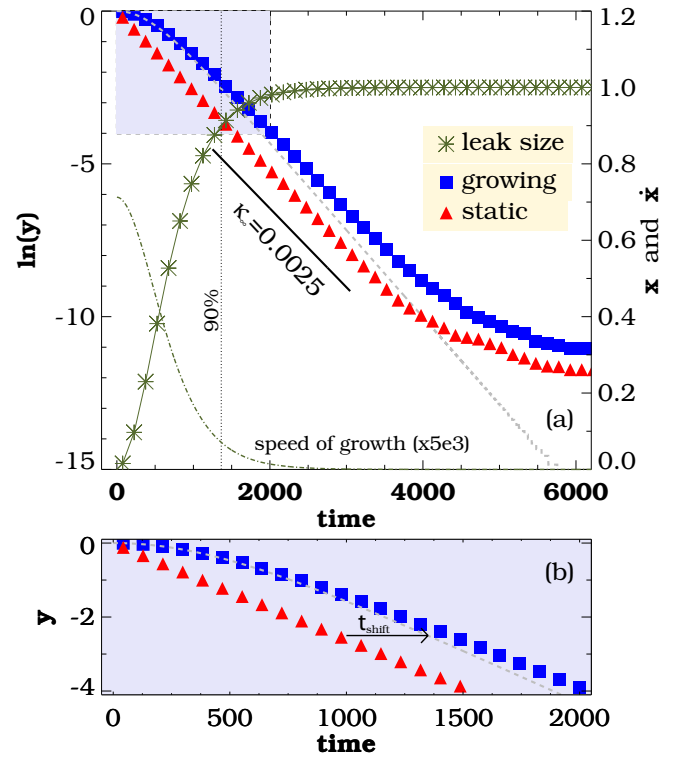 0
-5
-10
-15
ln(y)
1.2
1.0
0.8
0.6
0.4
0.2
0.0
x and ẋ
leak size
growing
static
κ∞=0.0025
90%
(a)
speed of growth (x5e3)
0 2000 4000 6000
time
0
-2
-4
y
(b)
t_shift
0 500 1000 1500 2000
time